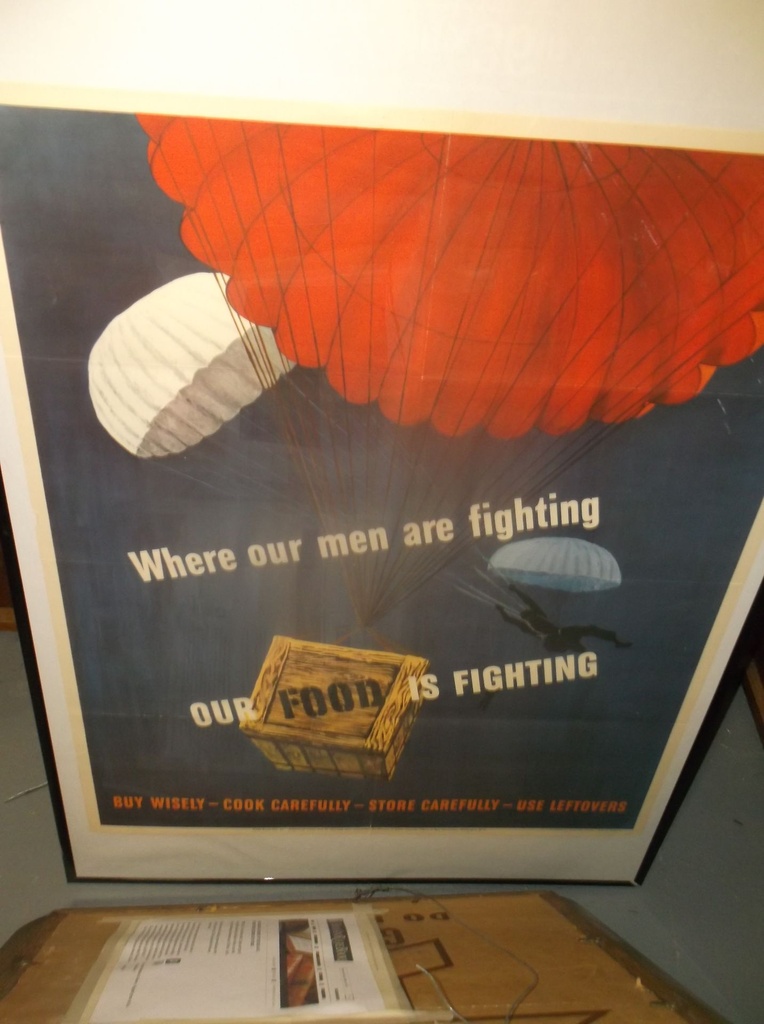 Where our men are fighting
OUR FOOD IS FIGHTING
BUY WISELY – COOK CAREFULLY – STORE CAREFULLY – USE LEFTOVERS